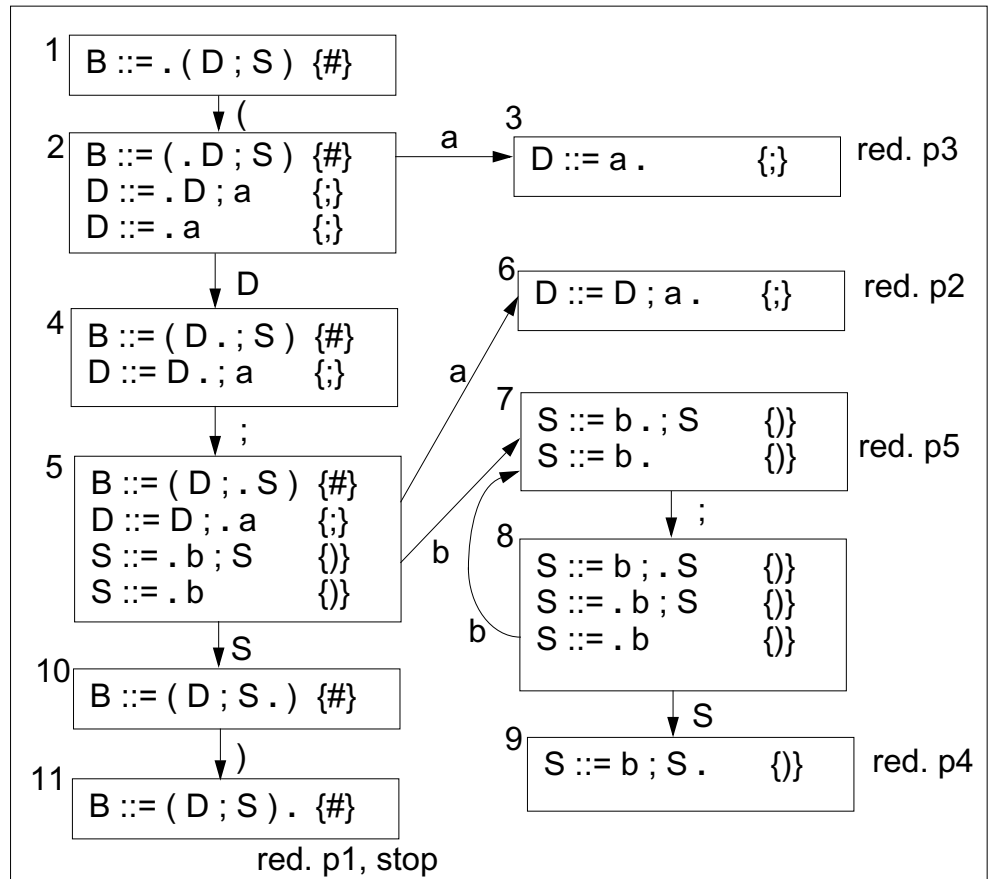 1
B ::= . ( D ; S ) {#}
(
2
B ::= ( . D ; S ) {#}
D ::= . D ; a {;}
D ::= . a {;}
a
3
D ::= a . {;}
red. p3
D
4
B ::= ( D . ; S ) {#}
D ::= D . ; a {;}
;
5
B ::= ( D ; . S ) {#}
D ::= D ; . a {;}
S ::= . b ; S {)}
S ::= . b {)}
a
6
D ::= D ; a . {;}
red. p2
b
7
S ::= b . ; S {)}
S ::= b . {)}
red. p5
;
8
S ::= b ; . S {)}
S ::= . b ; S {)}
S ::= . b {)}
b
S
9
S ::= b ; S . {)}
red. p4
S
10
B ::= ( D ; S . ) {#}
)
11
B ::= ( D ; S ) . {#}
red. p1, stop